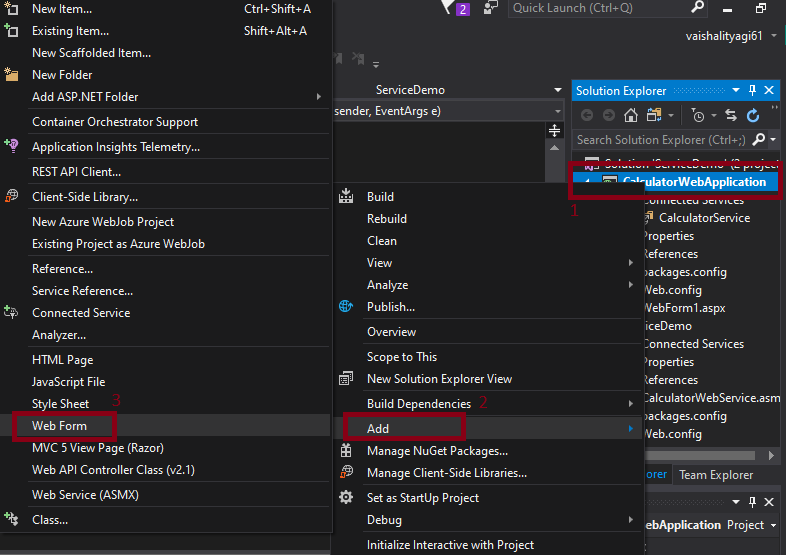 New Item... Ctrl+Shift+A
Existing Item... Shift+Alt+A
New Scaffolded Item...
New Folder
Add ASP.NET Folder
Container Orchestrator Support
Application Insights Telemetry...
REST API Client...
Client-Side Library...
New Azure WebJob Project
Existing Project as Azure WebJob
Reference...
Service Reference...
Connected Service
Analyzer...
HTML Page
JavaScript File
Style Sheet
3
Web Form
MVC 5 View Page (Razor)
Web API Controller Class (v2.1)
Web Service (ASMX)
Class...
2
Quick Launch (Ctrl+Q)
vaishalityagi61
ServiceDemo
sender, EventArgs e)
Build
Rebuild
Clean
View
Analyze
Publish...
Overview
Scope to This
New Solution Explorer View
Build Dependencies
2
Add
Manage NuGet Packages...
Manage Client-Side Libraries...
Set as StartUp Project
Debug
Initialize Interactive with Project
Solution Explorer
Search Solution Explorer (Ctrl+;)
Solution 'ServiceDemo' (2 project
CalculatorWebApplication
1
Connected Services
CalculatorService
Properties
References
packages.config
Web.config
WebForm1.aspx
iceDemo
Connected Services
Properties
References
CalculatorWebService.asm
packages.config
Web.config
orer
Team Explorer
ebApplication Project